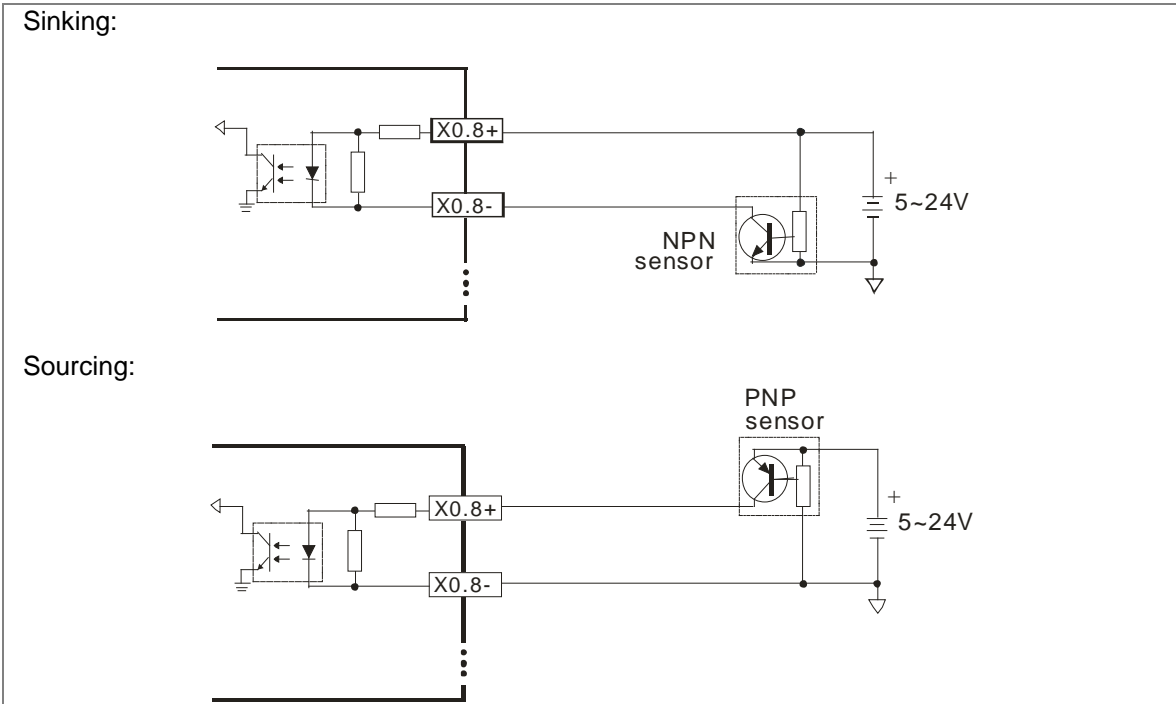 Sinking:
X0.8+
+
5~24V
X0.8-
NPN
sensor
Sourcing:
PNP
sensor
X0.8+
+
5~24V
X0.8-